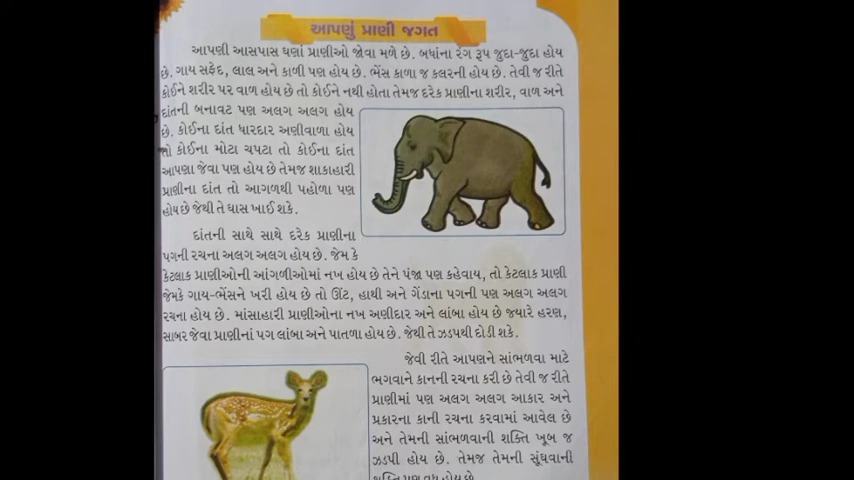 આપણું પ્રાણી જગત
આપણી આસપાસ ઘણાં પ્રાણીઓ જોવા મળે છે. બધાંના રંગ રૂપ જુદા-જુદા હોય
છે. ગાય સફેદ, લાલ અને કાળી પણ હોય છે. ભેંસ કાળા જ કલરની હોય છે. તેવી જ રીતે
કોઈને શરીર પર વાળ હોય છે તો કોઈને નથી હોતા તેમજ દરેક પ્રાણીના શરીર, વાળ અને
દાંતની બનાવટ પણ અલગ અલગ હોય
છે. કોઈના દાંત ધારદાર અણીવાળા હોય
તો કોઈના મોટા ચપટા તો કોઈના દાંત
આપણા જેવા પણ હોય છે તેમજ શાકાહારી
પ્રાણીના દાંત તો આગળથી પહોળા પણ
હોય છે જેથી તે ઘાસ ખાઈ શકે.
દાંતની સાથે સાથે દરેક પ્રાણીના
પગની રચના અલગ અલગ હોય છે. જેમ કે
કેટલાક પ્રાણીઓની આંગળીઓમાં નખ હોય છે તેને પંજા પણ કહેવાય, તો કેટલાક પ્રાણી
જેમકે ગાય-ભેંસને ખરી હોય છે તો ઊંટ, હાથી અને ગેંડાના પગની પણ અલગ અલગ
રચના હોય છે. માંસાહારી પ્રાણીઓના નખ અણીદાર અને લાંબા હોય છે જ્યારે હરણ,
સાબર જેવા પ્રાણીનાં પગ લાંબા અને પાતળા હોય છે. જેથી તે ઝડપથી દોડી શકે.
જેવી રીતે આપણને સાંભળવા માટે
ભગવાને કાનની રચના કરી છે તેવી જ રીતે
પ્રાણીમાં પણ અલગ અલગ આકાર અને
પ્રકારના કાની રચના કરવામાં આવેલ છે
અને તેમની સાંભળવાની શક્તિ ખૂબ જ
ઝડપી હોય છે. તેમજ તેમની સૂંઘવાની